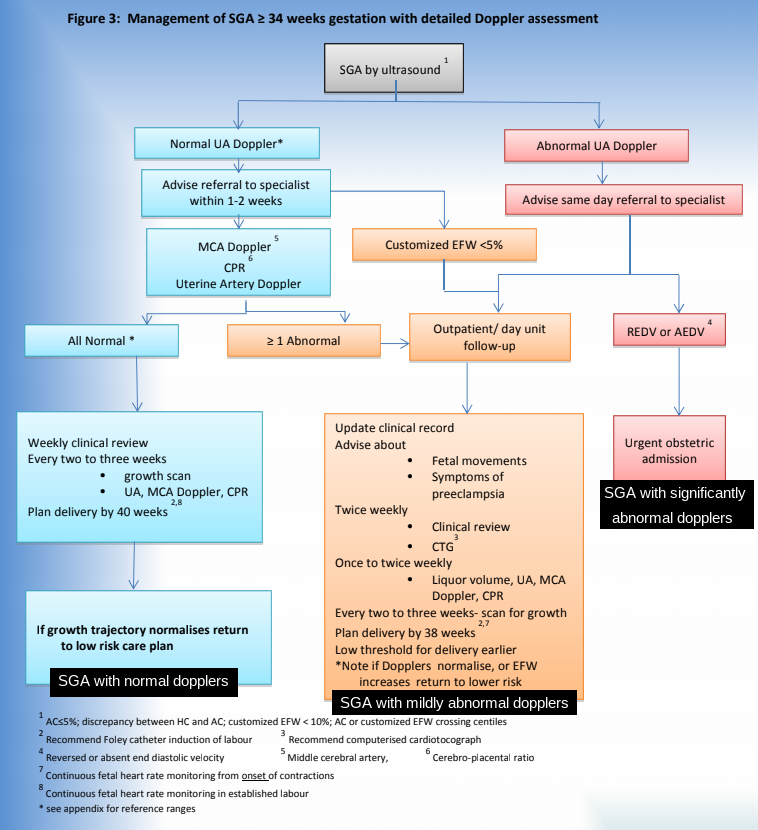 Figure 3: Management of SGA ≥ 34 weeks gestation with detailed Doppler assessment
SGA by ultrasound 1
Normal UA Doppler*
Abnormal UA Doppler
Advise referral to specialist
within 1-2 weeks
Advise same day referral to specialist
MCA Doppler 5
CPR 6
Uterine Artery Doppler
Customized EFW <5%
All Normal *
≥ 1 Abnormal
Outpatient/ day unit
follow-up
REDV or AEDV 4
Weekly clinical review
Every two to three weeks
• growth scan
• UA, MCA Doppler, CPR
Plan delivery by 40 weeks 2,8
If growth trajectory normalises return
to low risk care plan
SGA with normal dopplers
Update clinical record
Advise about
• Fetal movements
• Symptoms of
preeclampsia
Twice weekly
• Clinical review
• CTG 3
Once to twice weekly
• Liquor volume, UA, MCA
Doppler, CPR
Every two to three weeks- scan for growth
Plan delivery by 38 weeks 2,7
Low threshold for delivery earlier
*Note if Dopplers normalise, or EFW
increases return to lower risk
SGA with mildly abnormal dopplers
Urgent obstetric
admission
SGA with significantly
abnormal dopplers
1 AC≤5%; discrepancy between HC and AC; customized EFW < 10%; AC or customized EFW crossing centiles
2 Recommend Foley catheter induction of labour 3 Recommend computerised cardiotocograph
4 Reversed or absent end diastolic velocity 5 Middle cerebral artery, 6 Cerebro-placental ratio
7 Continuous fetal heart rate monitoring from onset of contractions
8 Continuous fetal heart rate monitoring in established labour
* see appendix for reference ranges